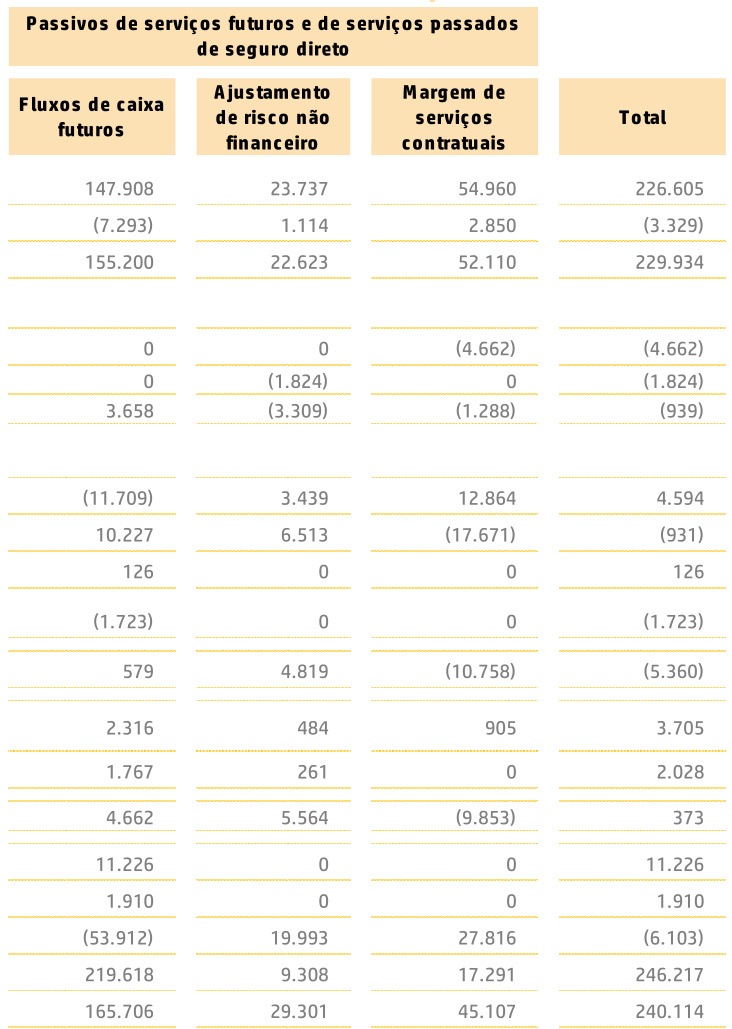 Passivos de serviços futuros e de serviços passados
de seguro direto
Fluxos de caixa
futuros
Ajustamento
de risco não
financeiro
Margem de
serviços
contratuais
Total
147.908 23.737 54.960 226.605
(7.293) 1.114 2.850 (3.329)
155.200 22.623 52.110 229.934
0 0 (4.662) (4.662)
0 (1.824) 0 (1.824)
3.658 (3.309) (1.288) (939)
(11.709) 3.439 12.864 4.594
10.227 6.513 (17.671) (931)
126 0 0 126
(1.723) 0 0 (1.723)
579 4.819 (10.758) (5.360)
2.316 484 905 3.705
1.767 261 0 2.028
4.662 5.564 (9.853) 373
11.226 0 0 11.226
1.910 0 0 1.910
(53.912) 19.993 27.816 (6.103)
219.618 9.308 17.291 246.217
165.706 29.301 45.107 240.114